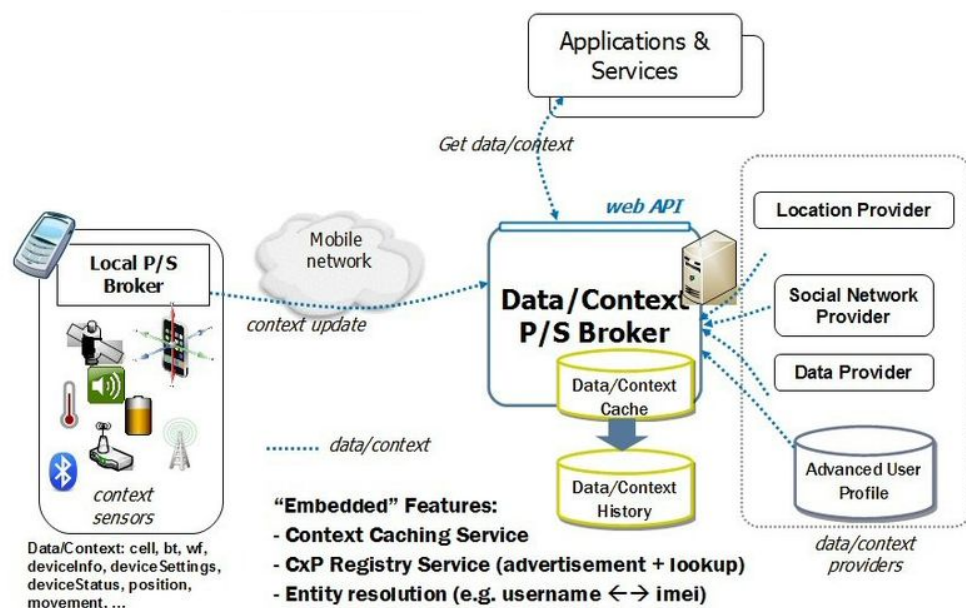 Applications &
Services
Get data/context
web API
Location Provider
Mobile
network
Local P/S
Broker
Data/Context
P/S Broker
Social Network
Provider
context update
Data Provider
Data/Context
Cache
data/context
Advanced User
Profile
context
sensors
Data/Context
History
"Embedded" Features:
- Context Caching Service
- CxP Registry Service (advertisement + lookup)
- Entity resolution (e.g. username ←→ imei)
data/context
providers
Data/Context: cell, bt, wf,
deviceInfo, deviceSettings,
deviceStatus, position,
movement, ...